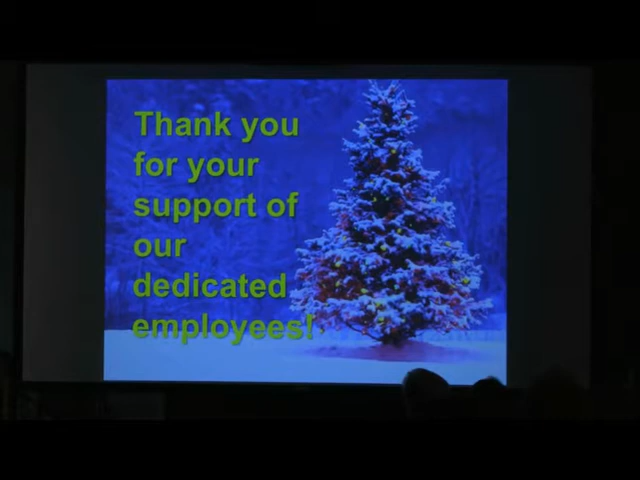 Thank you
for your
support of
our
dedicated
employees!